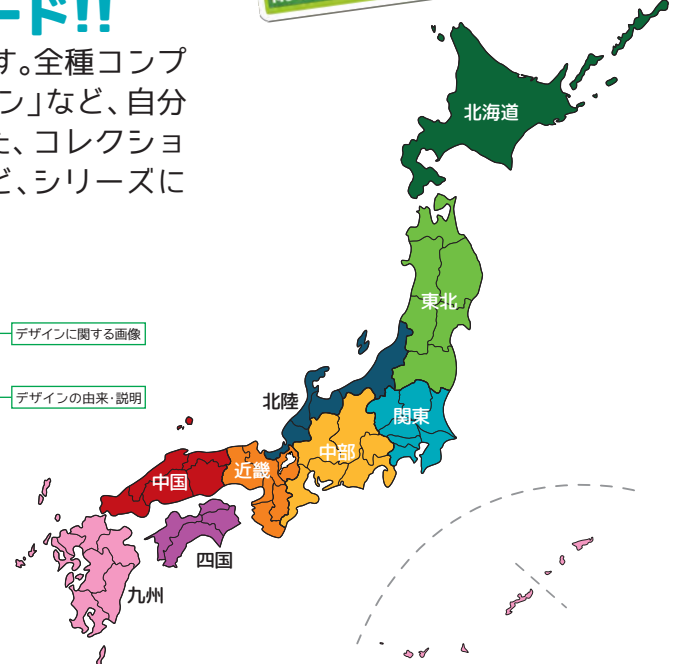 ード!!
す。全種コンプ
ン」など、自分
た、コレクショ
ど、シリーズに
北海道
東北
デザインに関する画像
デザインの由来・説明
北陸
関東
中部
近畿
中国
四国
九州